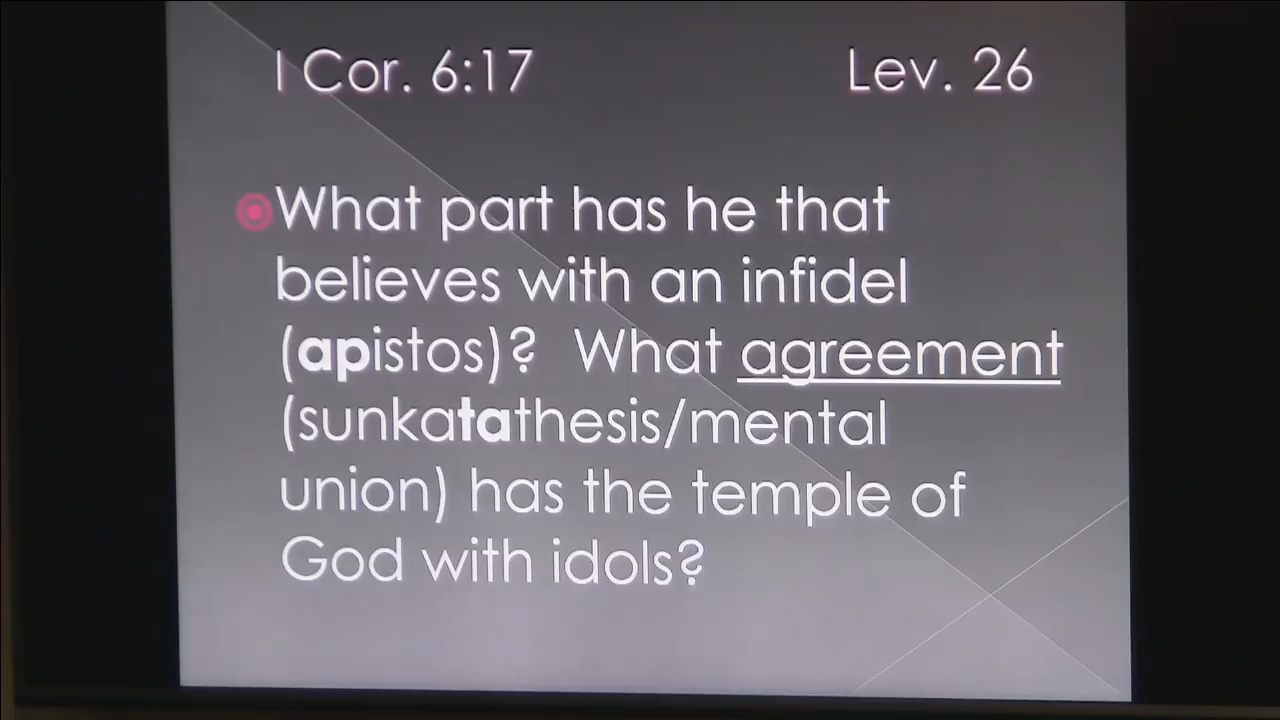 I Cor. 6:17 Lev. 26
What part has he that
believes with an infidel
(apistos)? What agreement
(sunkatathesis/mental
union) has the temple of
God with idols?